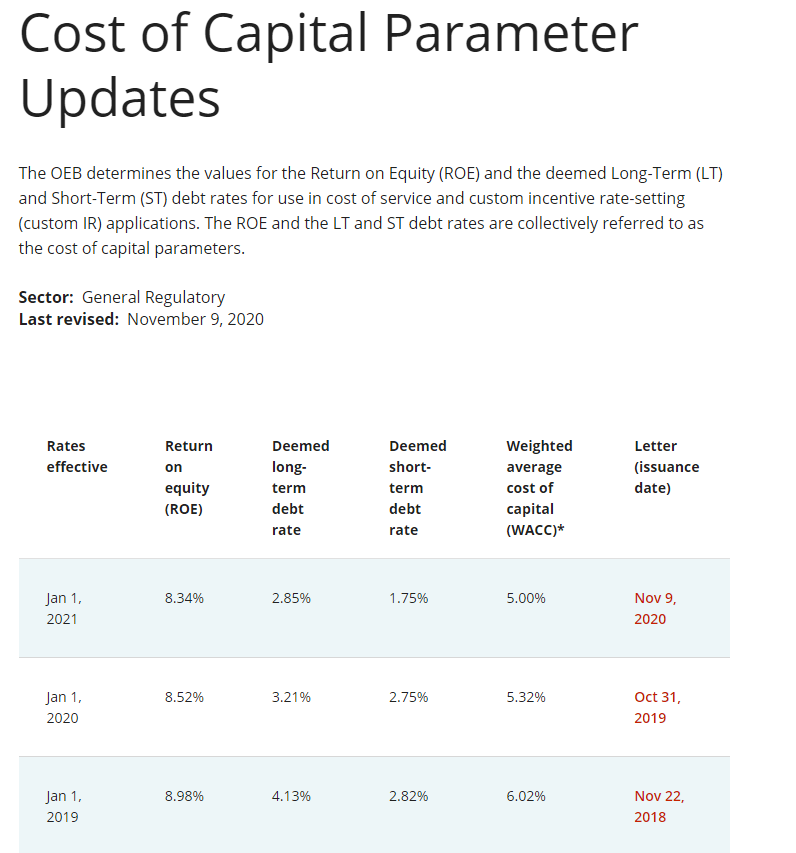 Cost of Capital Parameter
Updates
The OEB determines the values for the Return on Equity (ROE) and the deemed Long-Term (LT)
and Short-Term (ST) debt rates for use in cost of service and custom incentive rate-setting
(custom IR) applications. The ROE and the LT and ST debt rates are collectively referred to as
the cost of capital parameters.
Sector: General Regulatory
Last revised: November 9, 2020
Rates effective
Return on equity (ROE)
Deemed long-term debt rate
Deemed short-term debt rate
Weighted average cost of capital (WACC)*
Letter (issuance date)
Jan 1, 2021 8.34% 2.85% 1.75% 5.00% Nov 9, 2020
Jan 1, 2020 8.52% 3.21% 2.75% 5.32% Oct 31, 2019
Jan 1, 2019 8.98% 4.13% 2.82% 6.02% Nov 22, 2018